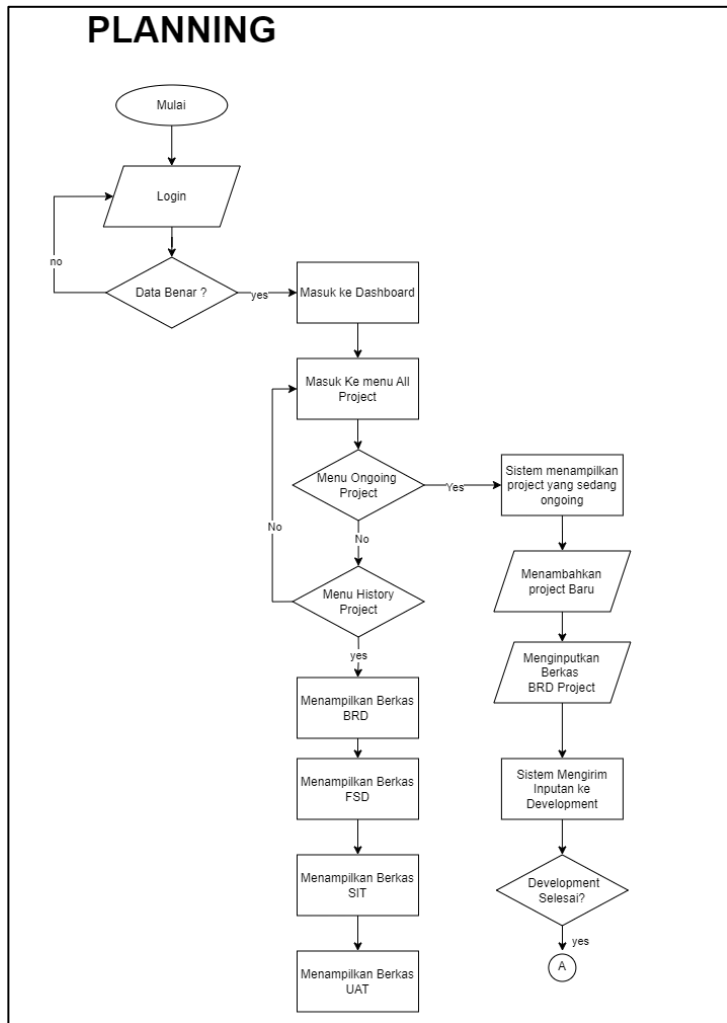 PLANNING
Mulai
Login
no
Data Benar ?
yes
Masuk ke Dashboard
Masuk Ke menu All
Project
Menu Ongoing
Project
Yes
Sistem menampilkan
project yang sedang
ongoing
No
No
Menu History
Project
yes
Menambahkan
project Baru
Menginputkan
Berkas
BRD Project
Menampilkan Berkas
BRD
Menampilkan Berkas
FSD
Sistem Mengirim
Inputan ke
Development
Menampilkan Berkas
SIT
Development
Selesai?
yes
Menampilkan Berkas
UAT
A